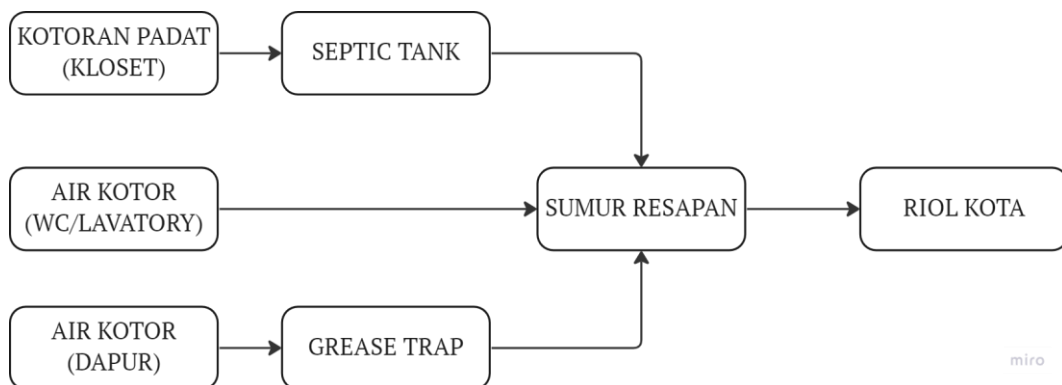 KOTORAN PADAT
(KLOSET)
SEPTIC TANK
AIR KOTOR
(WC/LAVATORY)
SUMUR RESAPAN
RIOL KOTA
AIR KOTOR
(DAPUR)
GREASE TRAP
miro